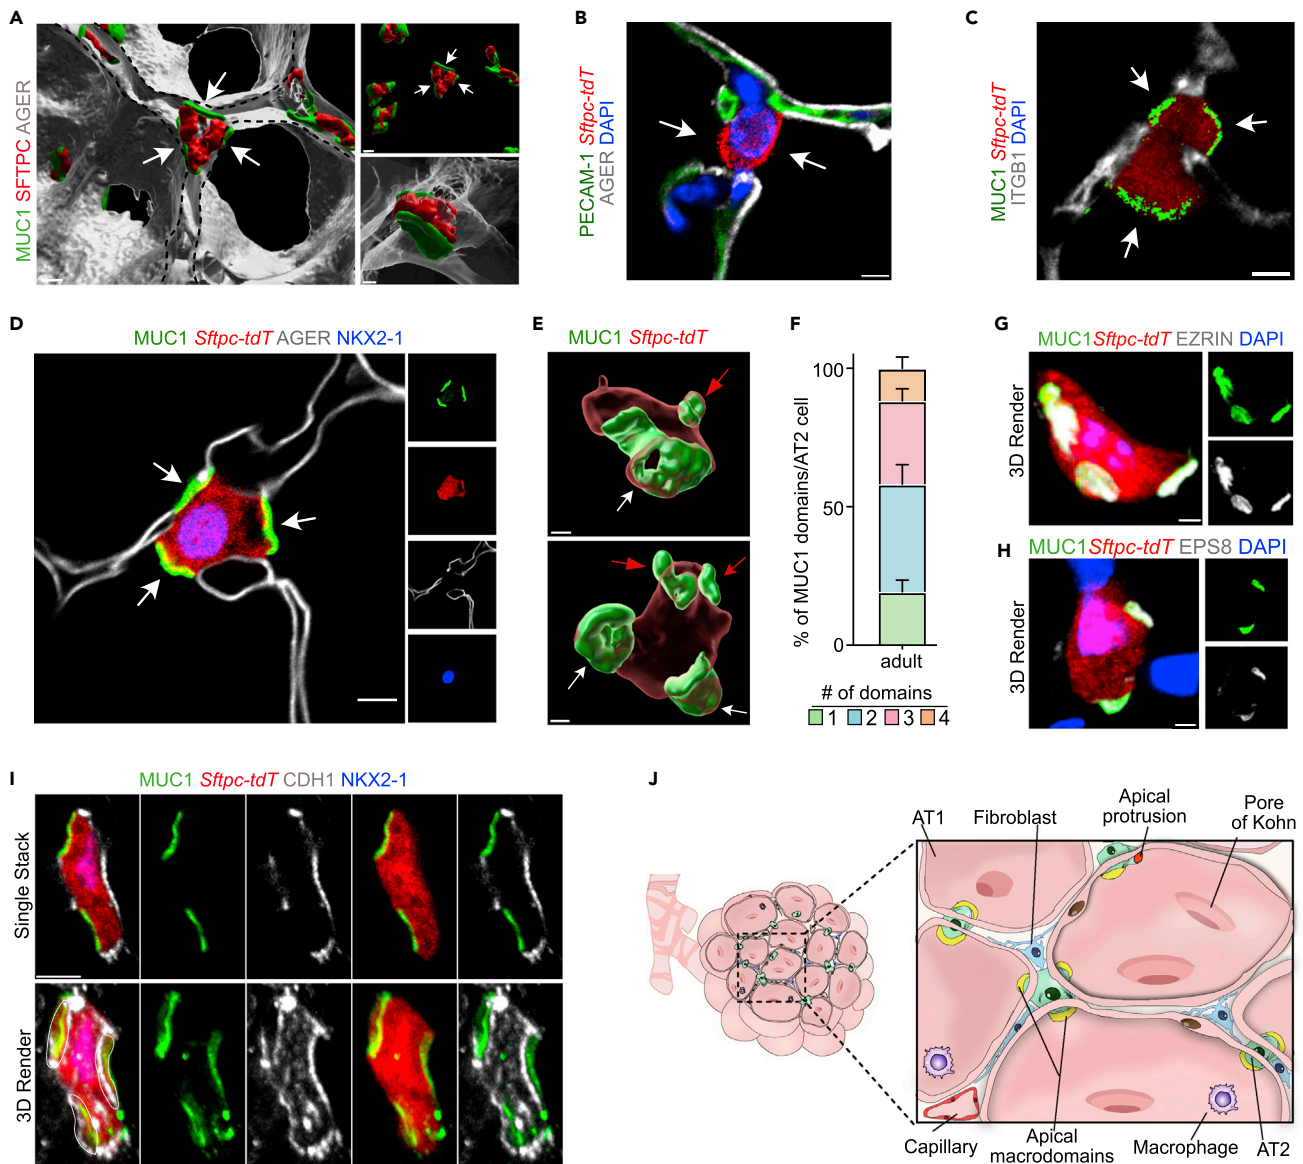 A
MUC1 SFTPC AGER
B
PECAM-1 Sftpc-tdT
AGER DAPI
C
MUC1 Sftpc-tdT
ITGB1 DAPI
D
MUC1 Sftpc-tdT AGER NKX2-1
E
MUC1 Sftpc-tdT
F
% of MUC1 domains/AT2 cell
100
50
0
adult
# of domains
1 2 3 4
G
MUC1Sftpc-tdT EZRIN DAPI
3D Render
H
MUC1Sftpc-tdT EPS8 DAPI
3D Render
I
MUC1 Sftpc-tdT CDH1 NKX2-1
Single Stack
3D Render
J
AT1
Fibroblast
Apical
protrusion
Pore
of Kohn
Capillary
Apical
macrodomains
Macrophage
AT2